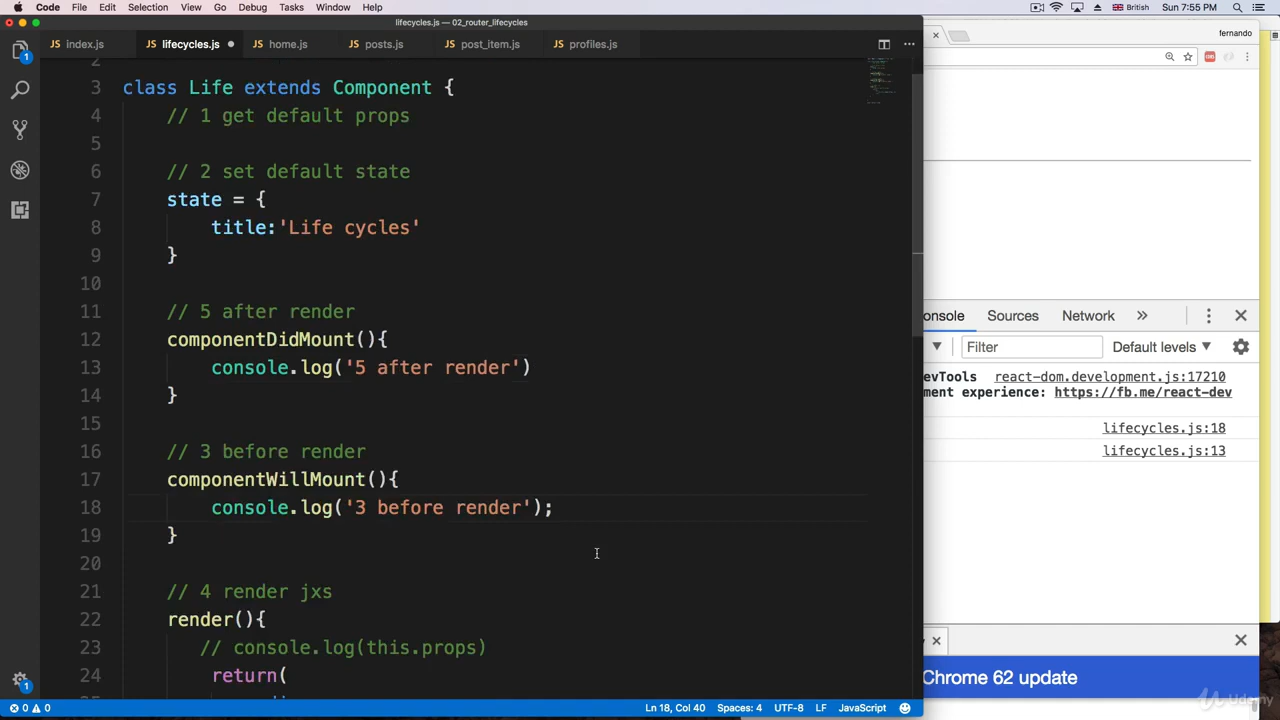 Code File Edit Selection View Go Debug Tasks Window Help British Sun 7:55 PM
lifecycles.js — 02_router_lifecycles
fernando
JS index.js JS lifecycles.js JS home.js JS posts.js JS post_item.js JS profiles.js
1
2
3 class Life extends Component {
4 // 1 get default props
5
6 // 2 set default state
7 state = {
8 title:'Life cycles'
9 }
10
11 // 5 after render
12 componentDidMount(){
13 console.log('5 after render')
14 }
15
16 // 3 before render
17 componentWillMount(){
18 console.log('3 before render');
19 }
20
21 // 4 render jxs
22 render(){
23 // console.log(this.props)
24 return(
1
0 0 Ln 18, Col 40 Spaces: 4 UTF-8 LF JavaScript
onsole Sources Network
Filter Default levels
evTools react-dom.development.js:17210
ment experience: https://fb.me/react-dev
lifecycles.js:18
lifecycles.js:13
Chrome 62 update
Udemy